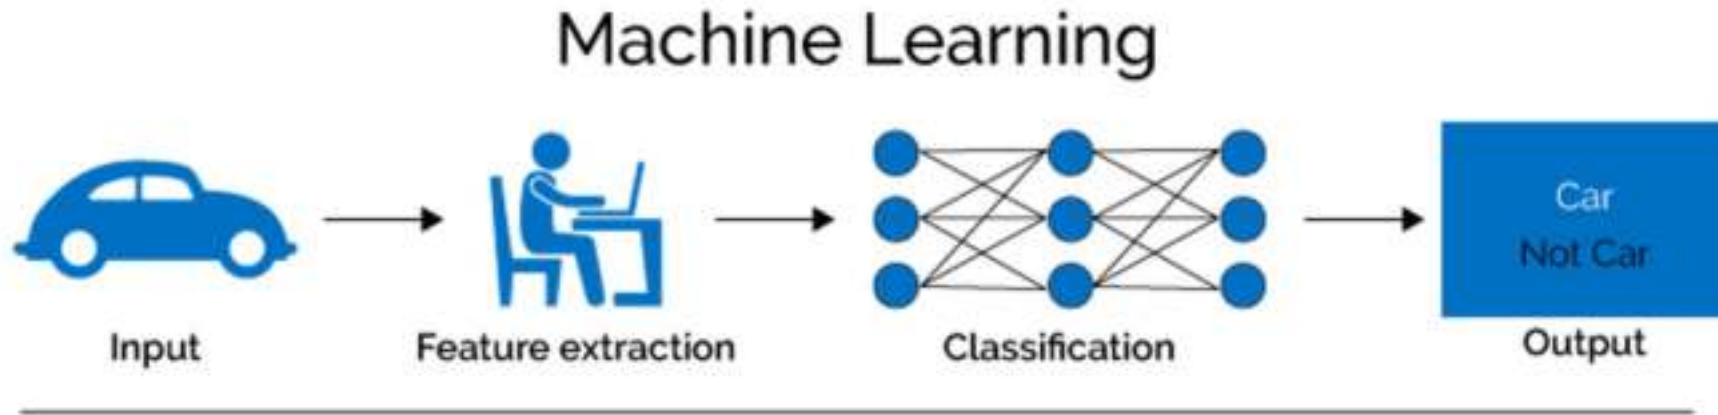 Machine Learning
Car
Not Car
Input
Feature extraction
Classification
Output